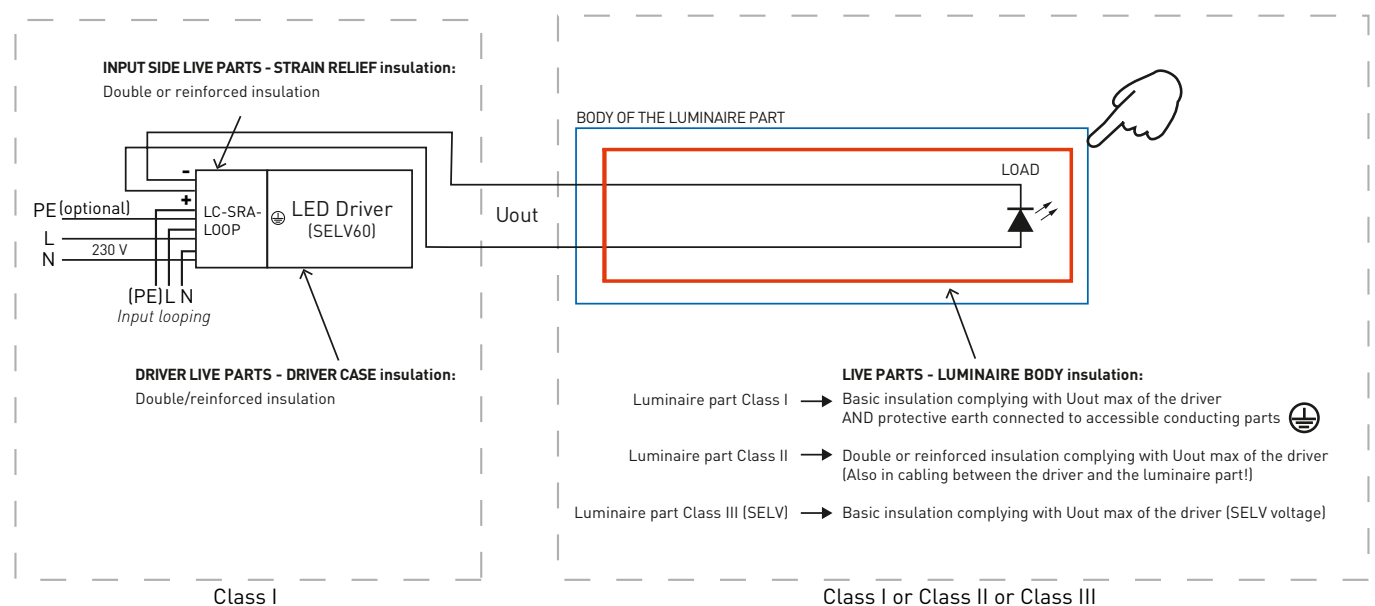 INPUT SIDE LIVE PARTS - STRAIN RELIEF insulation:
Double or reinforced insulation
-
+
PE (optional)
L
230 V
N
LC-SRA-
LOOP
LED Driver
(SELV60)
(PE) L N
Input looping
DRIVER LIVE PARTS - DRIVER CASE insulation:
Double/reinforced insulation
Class I
Uout
BODY OF THE LUMINAIRE PART
LOAD
LIVE PARTS - LUMINAIRE BODY insulation:
Luminaire part Class I Basic insulation complying with Uout max of the driver
AND protective earth connected to accessible conducting parts
Luminaire part Class II Double or reinforced insulation complying with Uout max of the driver
(Also in cabling between the driver and the luminaire part!)
Luminaire part Class III (SELV) Basic insulation complying with Uout max of the driver (SELV voltage)
Class I or Class II or Class III